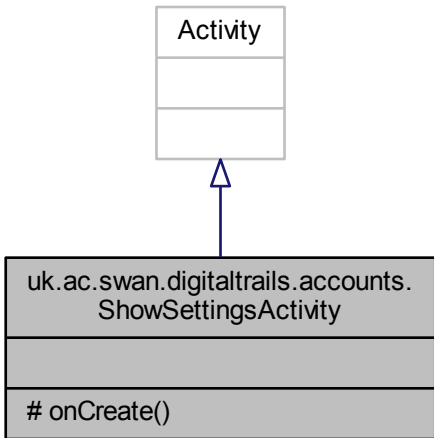 Activity
uk.ac.swan.digitaltrails.accounts.
ShowSettingsActivity
# onCreate()